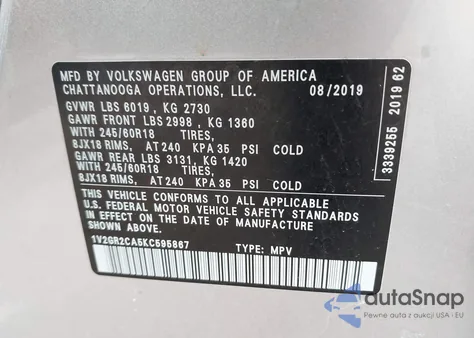 MFD BY VOLKSWAGEN GROUP OF AMERICA
CHATTANOOGA OPERATIONS, LLC. 08/2019
GVWR LBS 6019, KG 2730
GAWR FRONT LBS 2998, KG 1360
WITH 245/60R18 TIRES,
8JX18 RIMS, AT 240 KPA 35 PSI COLD
GAWR REAR LBS 3131, KG 1420
WITH 245/60R18 TIRES,
8JX18 RIMS, AT 240 KPA 35 PSI COLD
THIS VEHICLE CONFORMS TO ALL APPLICABLE
U.S. FEDERAL MOTOR VEHICLE SAFETY STANDARDS
IN EFFECT ON THE DATE OF MANUFACTURE
SHOWN ABOVE.
1V2GR2CA5KC595867 TYPE: MPV
3339255 2019 62
autoSnap
Pewne auta z aukcji USA i EU